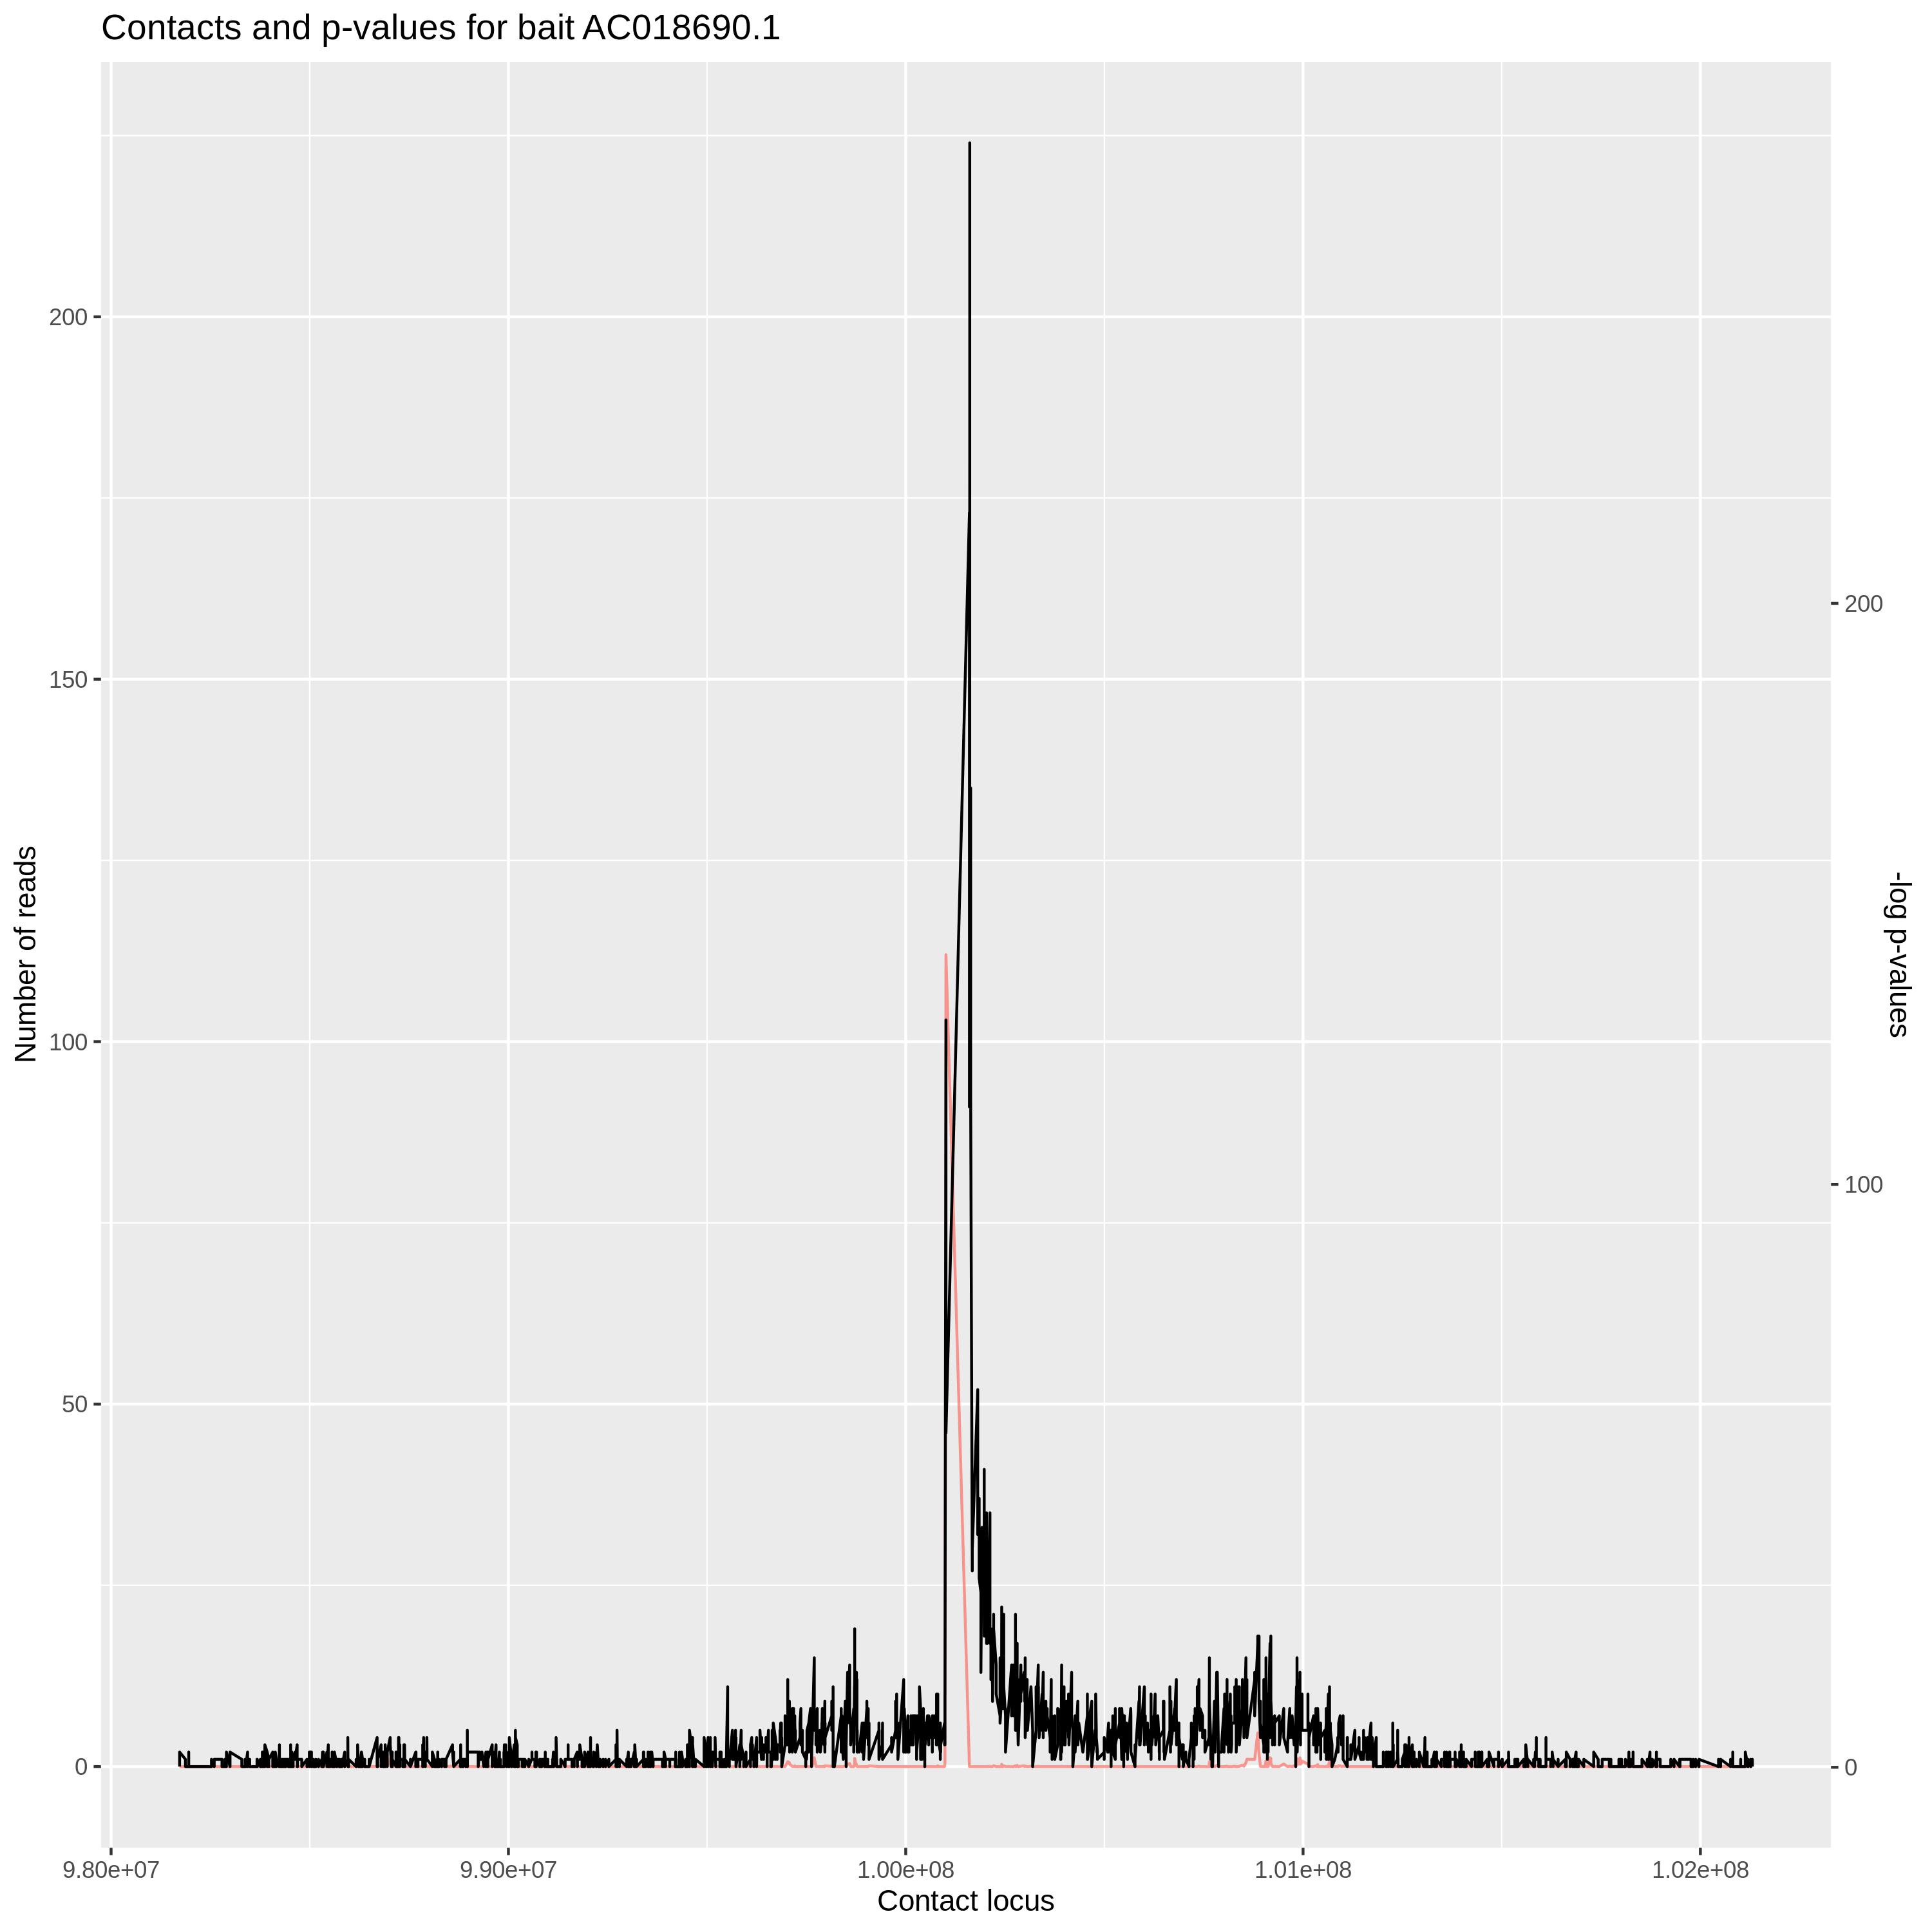 Contacts and p-values for bait AC018690.1
Number of reads
200
150
100
50
0
200
100
0
-log p-values
9.80e+07
9.90e+07
1.00e+08
1.01e+08
1.02e+08
Contact locus